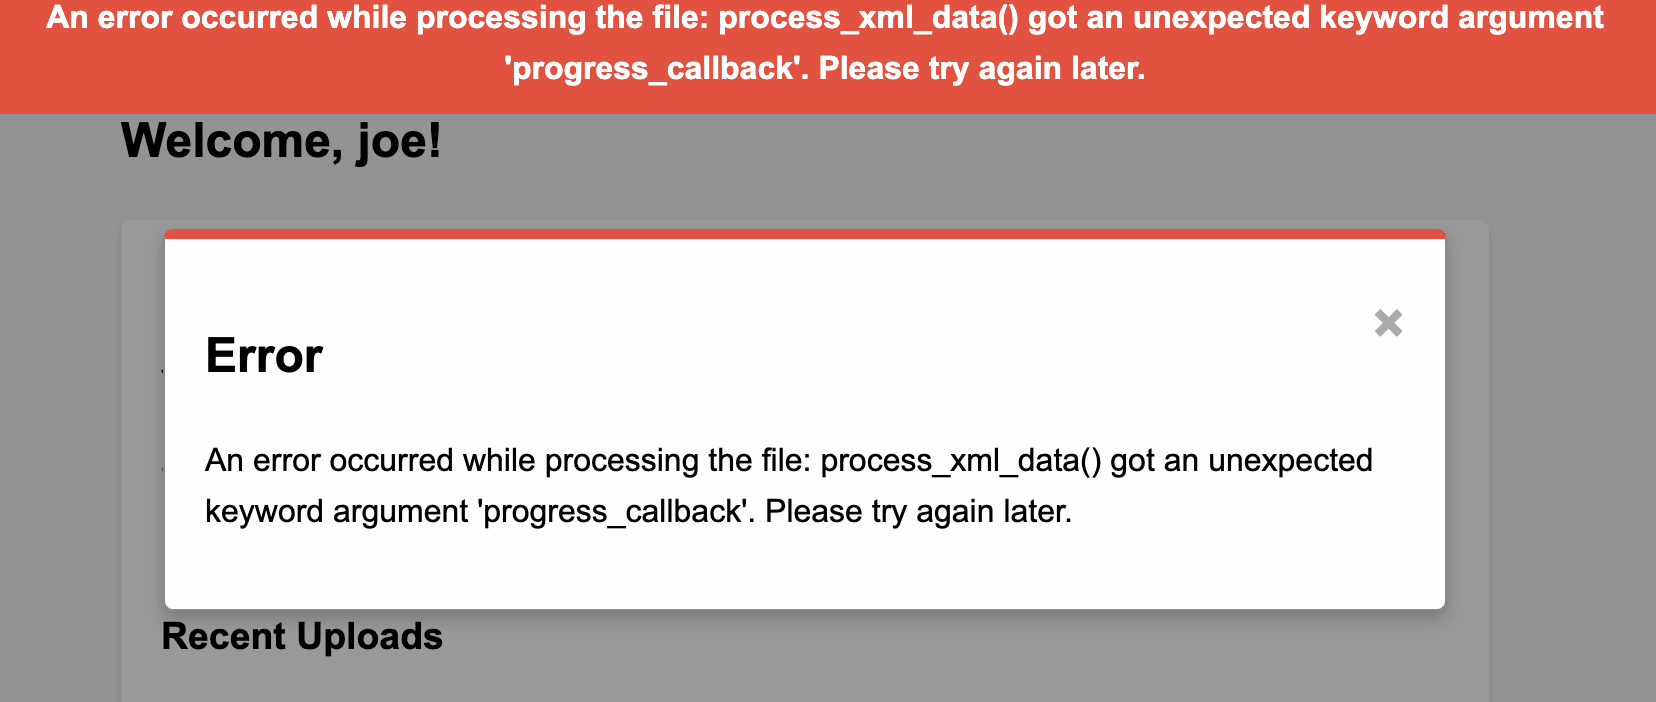 An error occurred while processing the file: process_xml_data() got an unexpected keyword argument
'progress_callback'. Please try again later.
Welcome, joe!
Error
An error occurred while processing the file: process_xml_data() got an unexpected
keyword argument 'progress_callback'. Please try again later.
Recent Uploads